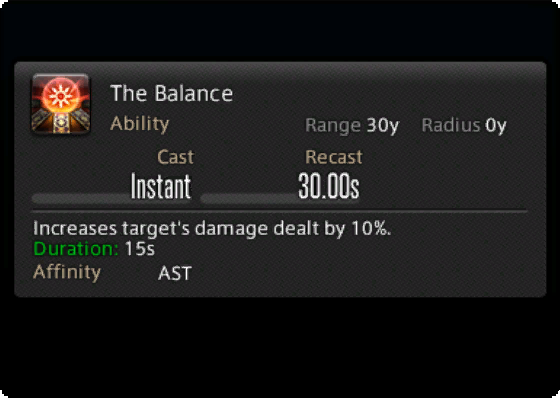 The Balance
Ability Range 30y Radius 0y
Cast Recast
Instant 30.00s
Increases target's damage dealt by 10%.
Duration: 15s
Affinity AST